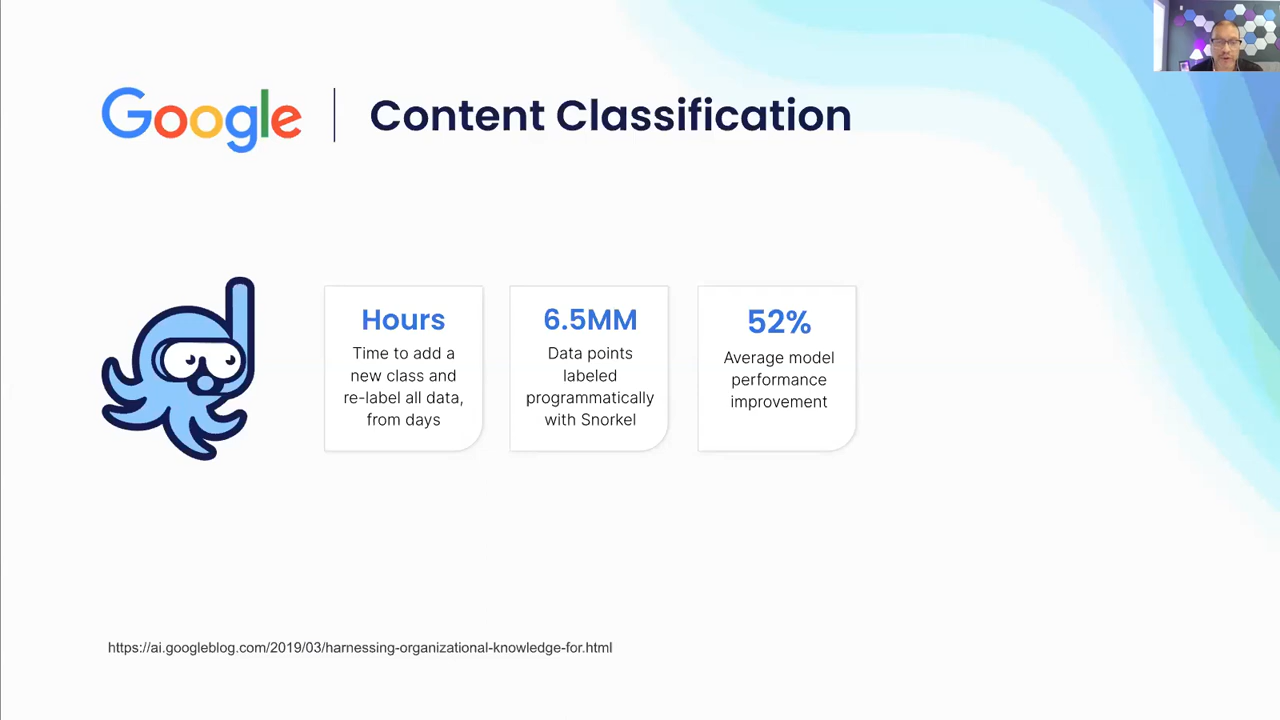 Google
Content Classification
Hours
Time to add a
new class and
re-label all data,
from days
6.5MM
Data points
labeled
programmatically
with Snorkel
52%
Average model
performance
improvement
https://ai.googleblog.com/2019/03/harnessing-organizational-knowledge-for.html